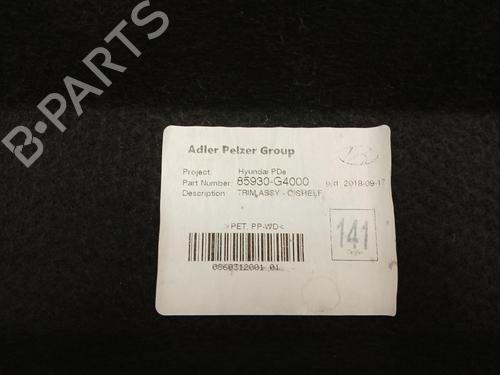 B-PARTS
Adler Pelzer Group
Project: Hyundai PDe
Part Number: 85930-G4000 p/d 2018-09-17
Description: TRIM ASSY - C/SHELF
>PET, PP-WD<
141
0860312001 01